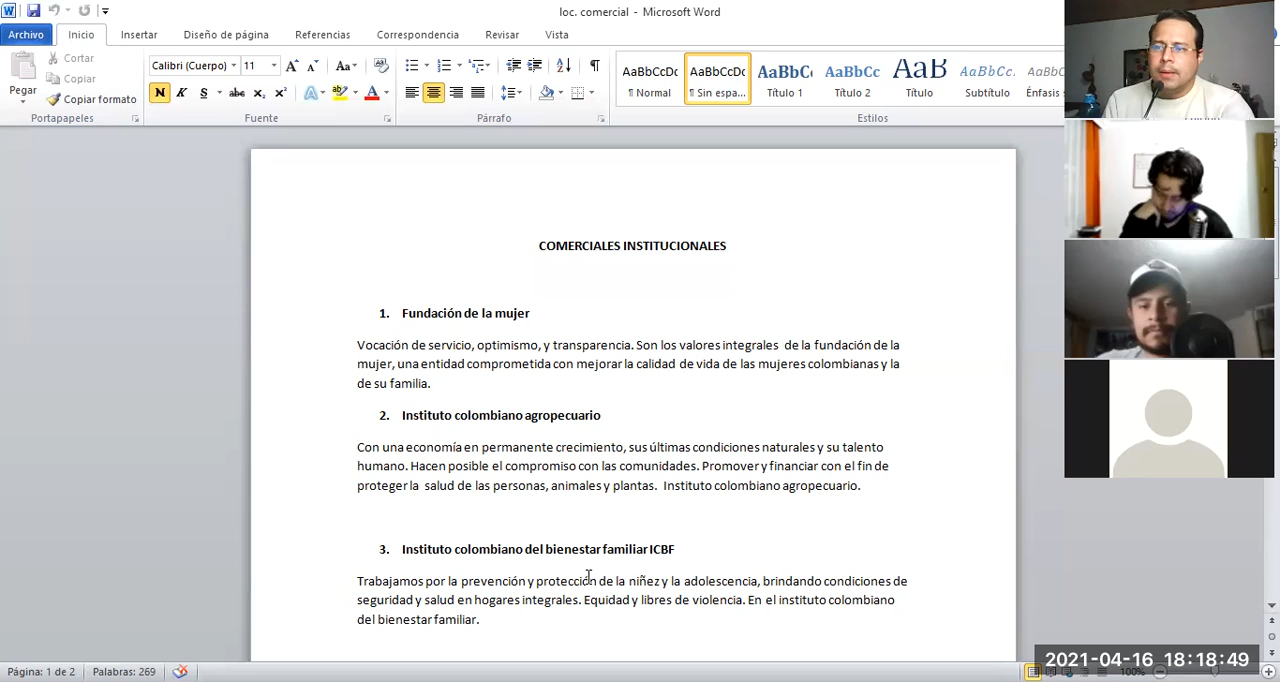 loc. comercial - Microsoft Word
Archivo Inicio Insertar Diseño de página Referencias Correspondencia Revisar Vista
Cortar
Copiar
Copiar formato
Pegar
Portapapeles
Calibri (Cuerpo) 11
N K S abc x₂ x²
Fuente
Párrafo
AaBbCcDc AaBbCcDc AaBbC AaBbCc AaB AaBbCc. AaBbCc
¶ Normal ¶ Sin espa... Título 1 Título 2 Título Subtítulo Énfasis
Estilos
COMERCIALES INSTITUCIONALES
1. Fundación de la mujer
Vocación de servicio, optimismo, y transparencia. Son los valores integrales de la fundación de la
mujer, una entidad comprometida con mejorar la calidad de vida de las mujeres colombianas y la
de su familia.
2. Instituto colombiano agropecuario
Con una economía en permanente crecimiento, sus últimas condiciones naturales y su talento
humano. Hacen posible el compromiso con las comunidades. Promover y financiar con el fin de
proteger la salud de las personas, animales y plantas. Instituto colombiano agropecuario.
3. Instituto colombiano del bienestar familiar ICBF
Trabajamos por la prevención y protección de la niñez y la adolescencia, brindando condiciones de
seguridad y salud en hogares integrales. Equidad y libres de violencia. En el instituto colombiano
del bienestar familiar.
Página: 1 de 2 Palabras: 269
100%
2021-04-16 18:18:49